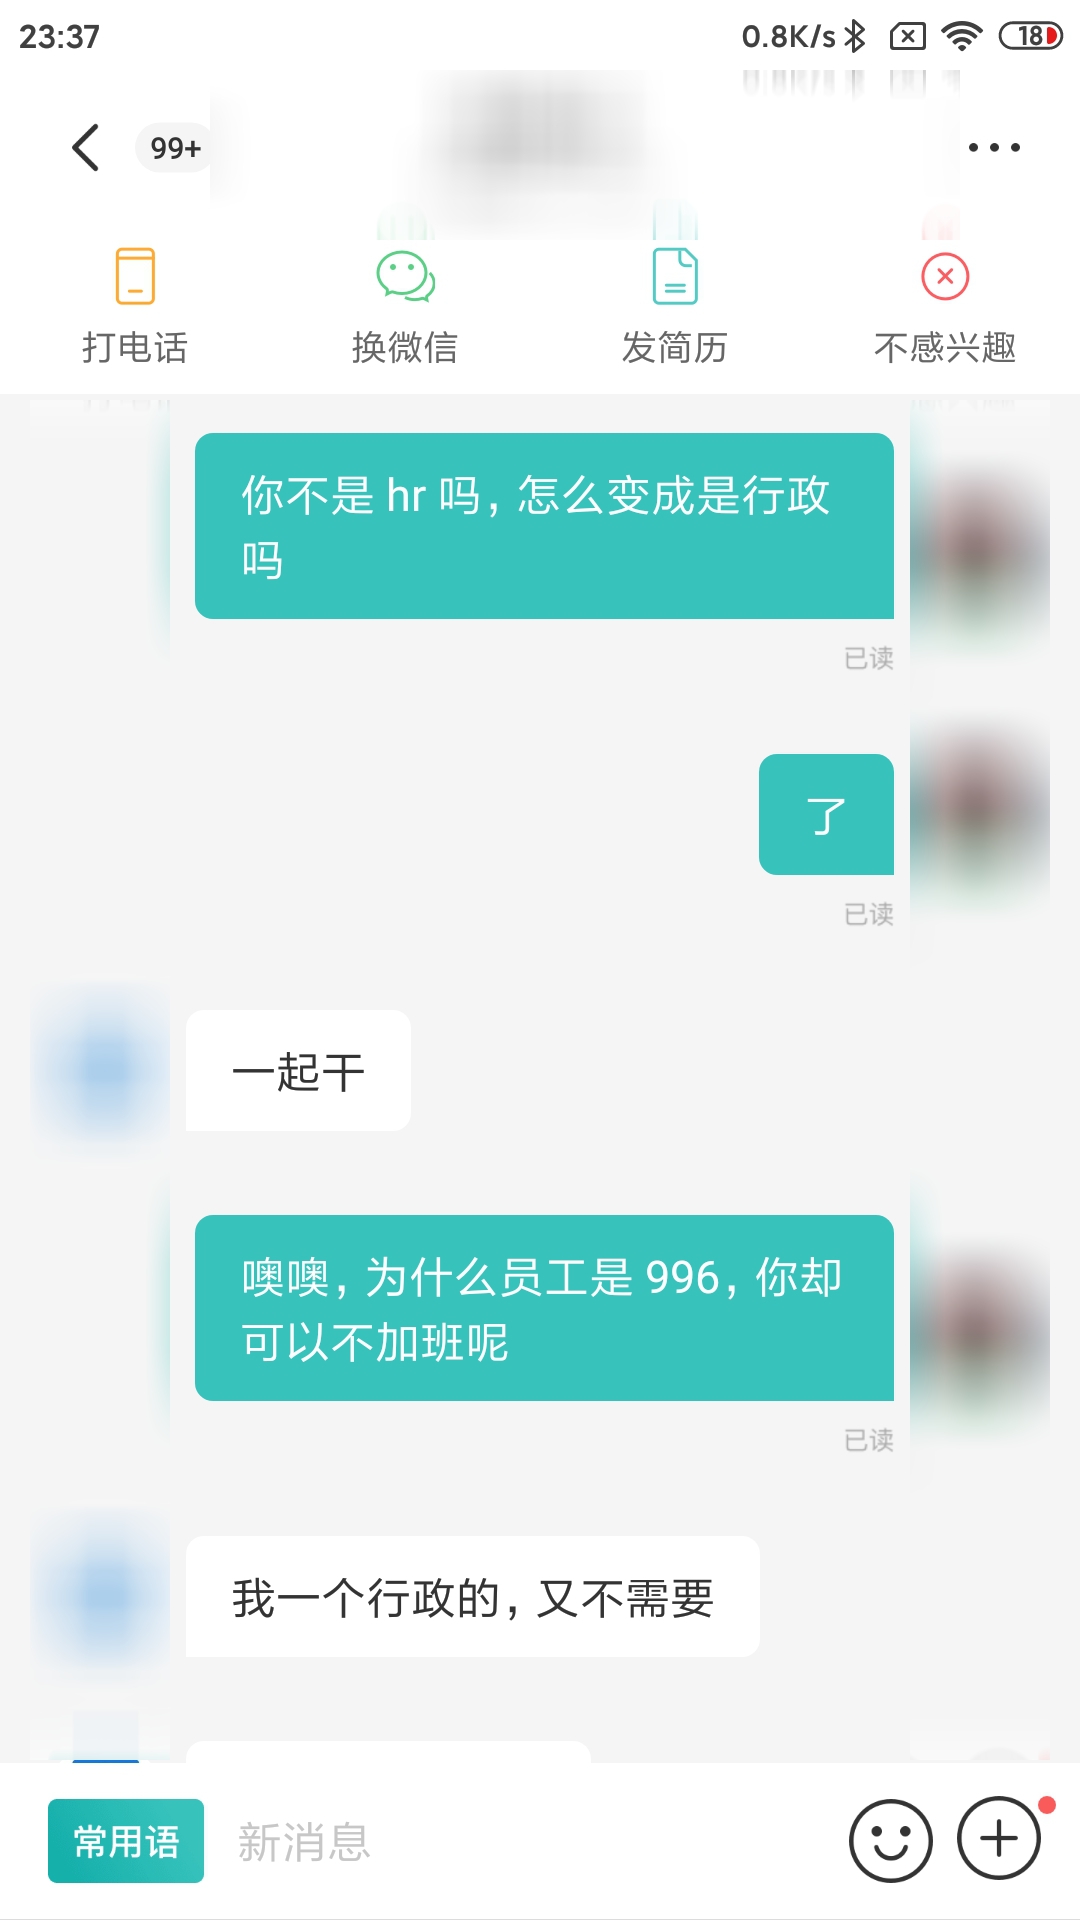 23:37
0.8K/s
18
99+
打电话
换微信
发简历
不感兴趣
你不是 hr 吗，怎么变成是行政
吗
已读
了
已读
一起干
噢噢，为什么员工是 996，你却
可以不加班呢
已读
我一个行政的，又不需要
常用语
新消息